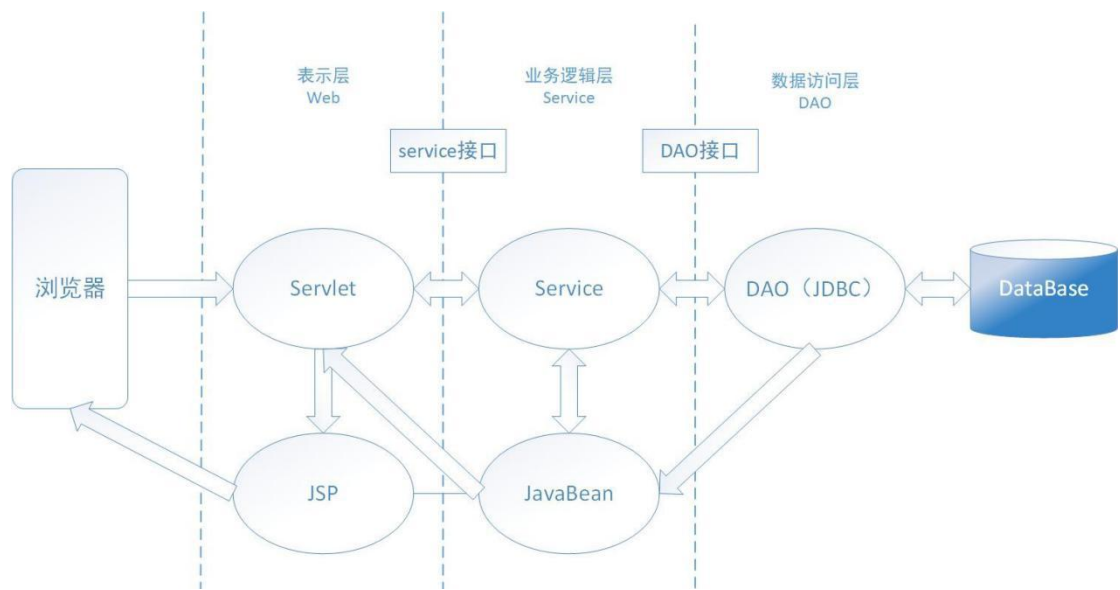 表示层
Web
业务逻辑层
Service
数据访问层
DAO
service接口
DAO接口
浏览器
Servlet
Service
DAO（JDBC）
DataBase
JSP
JavaBean